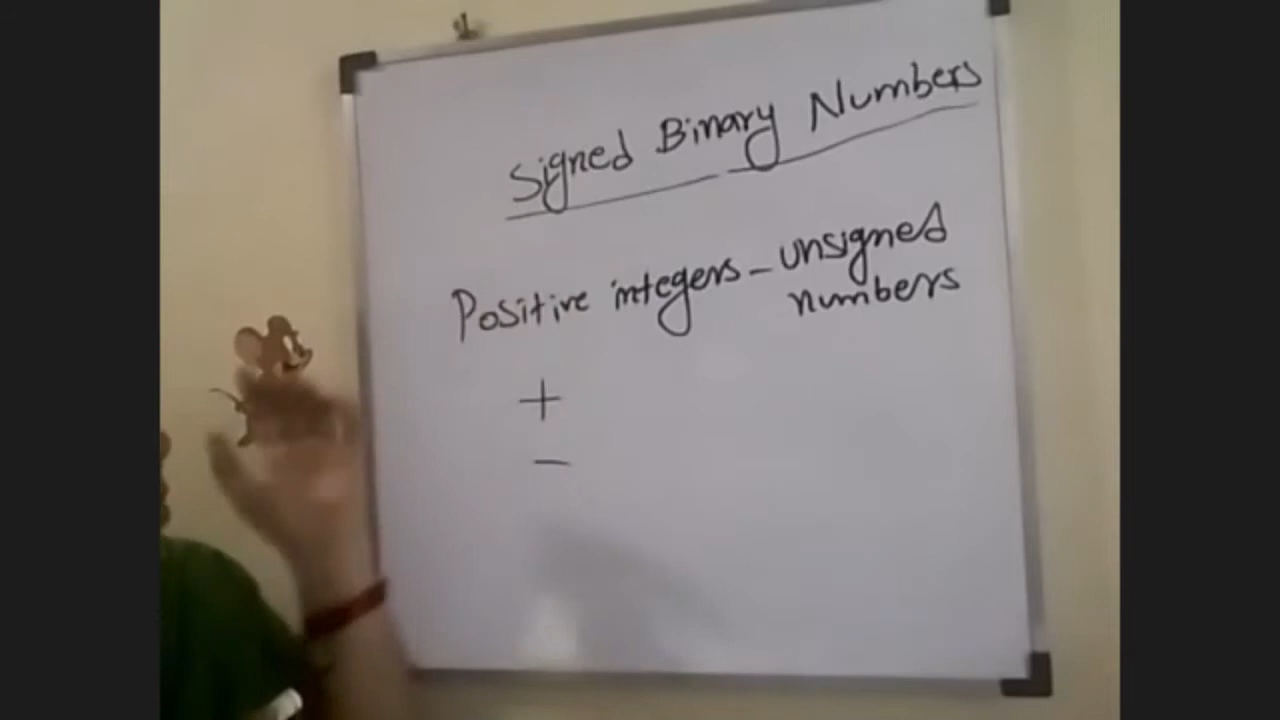 Signed Binary Numbers
Positive integers - unsigned
numbers
+
-